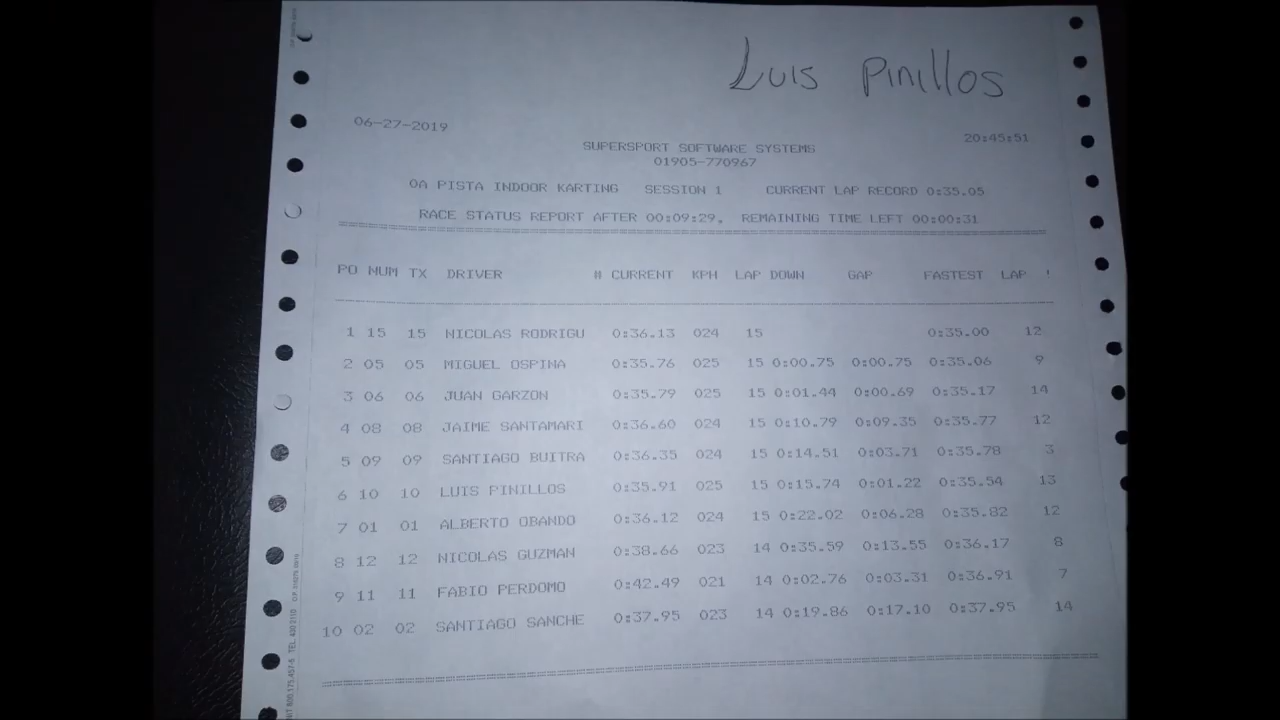 Luis Pinillos
06-27-2019 20:45:51
SUPERSPORT SOFTWARE SYSTEMS
01905-770967
OA PISTA INDOOR KARTING SESSION 1 CURRENT LAP RECORD 0:35.05
RACE STATUS REPORT AFTER 00:09:29. REMAINING TIME LEFT 00:00:31
PO NUM TX DRIVER # CURRENT KPH LAP DOWN GAP FASTEST LAP !
1 15 15 NICOLAS RODRIGU 0:36.13 024 15 0:35.00 12
2 05 05 MIGUEL OSPINA 0:35.76 025 15 0:00.75 0:00.75 0:35.06 9
3 06 06 JUAN GARZON 0:35.79 025 15 0:01.44 0:00.69 0:35.17 14
4 08 08 JAIME SANTAMARI 0:36.60 024 15 0:10.79 0:09.35 0:35.77 12
5 09 09 SANTIAGO BUITRA 0:36.35 024 15 0:14.51 0:03.71 0:35.78 3
6 10 10 LUIS PINILLOS 0:35.91 025 15 0:15.74 0:01.22 0:35.54 13
7 01 01 ALBERTO OBANDO 0:36.12 024 15 0:22.02 0:06.28 0:35.82 12
8 12 12 NICOLAS GUZMAN 0:38.66 023 14 0:35.59 0:13.55 0:36.17 8
9 11 11 FABIO PERDOMO 0:42.49 021 14 0:02.76 0:03.31 0:36.91 7
10 02 02 SANTIAGO SANCHE 0:37.95 023 14 0:19.86 0:17.10 0:37.95 14